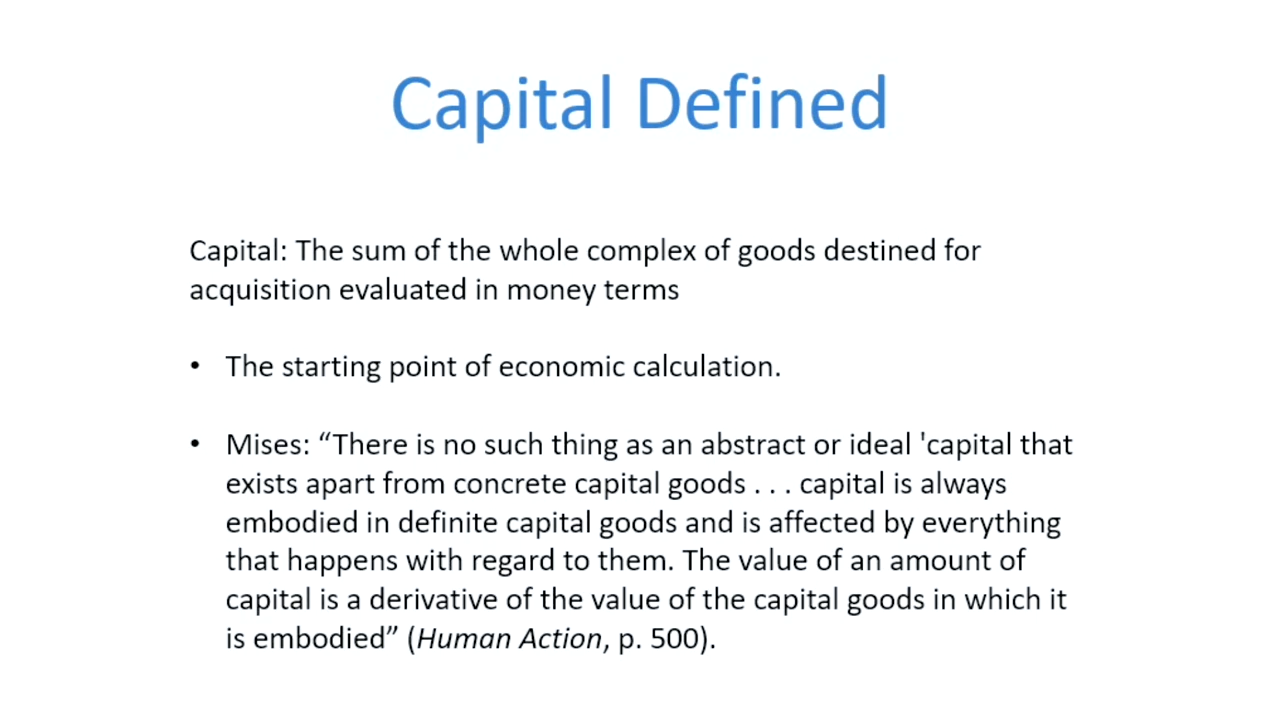 Capital Defined
Capital: The sum of the whole complex of goods destined for
acquisition evaluated in money terms
• The starting point of economic calculation.
• Mises: “There is no such thing as an abstract or ideal 'capital that
exists apart from concrete capital goods . . . capital is always
embodied in definite capital goods and is affected by everything
that happens with regard to them. The value of an amount of
capital is a derivative of the value of the capital goods in which it
is embodied” (Human Action, p. 500).